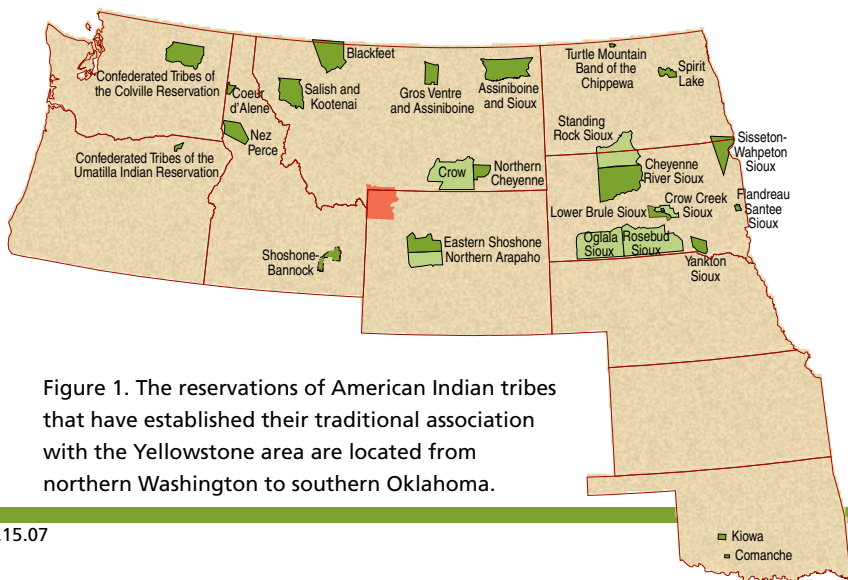 Blackfeet
Turtle Mountain
Band of the
Chippewa
Spirit
Lake
Confederated Tribes of
the Colville Reservation
Coeur
d'Alene
Salish and
Kootenai
Gros Ventre
and Assiniboine
Assiniboine
and Sioux
Nez
Perce
Standing
Rock Sioux
Sisseton-
Wahpeton
Sioux
Confederated Tribes of the
Umatilla Indian Reservation
Crow
Northern
Cheyenne
Cheyenne
River Sioux
Lower Brule Sioux
Crow Creek
Sioux
Flandreau
Santee
Sioux
Shoshone-
Bannock
Eastern Shoshone
Northern Arapaho
Oglala
Sioux
Rosebud
Sioux
Yankton
Sioux
Figure 1. The reservations of American Indian tribes
that have established their traditional association
with the Yellowstone area are located from
northern Washington to southern Oklahoma.
.15.07
Kiowa
Comanche